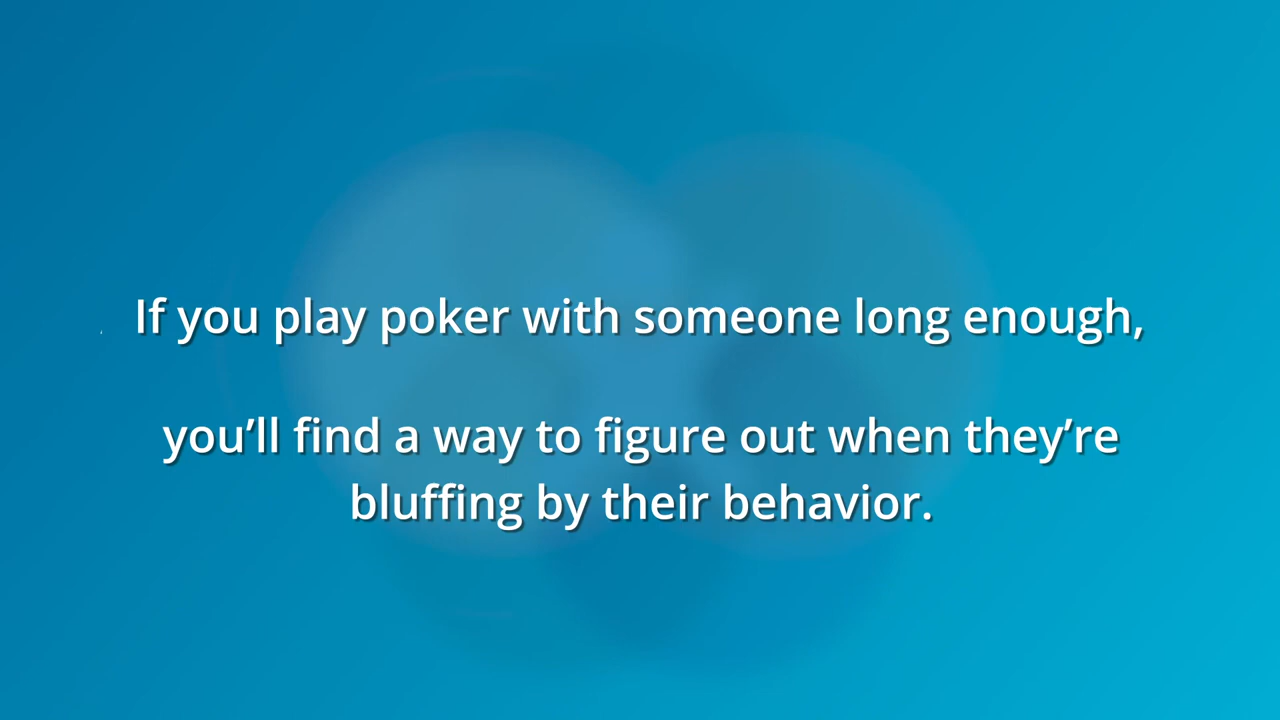 If you play poker with someone long enough,
you’ll find a way to figure out when they’re
bluffing by their behavior.